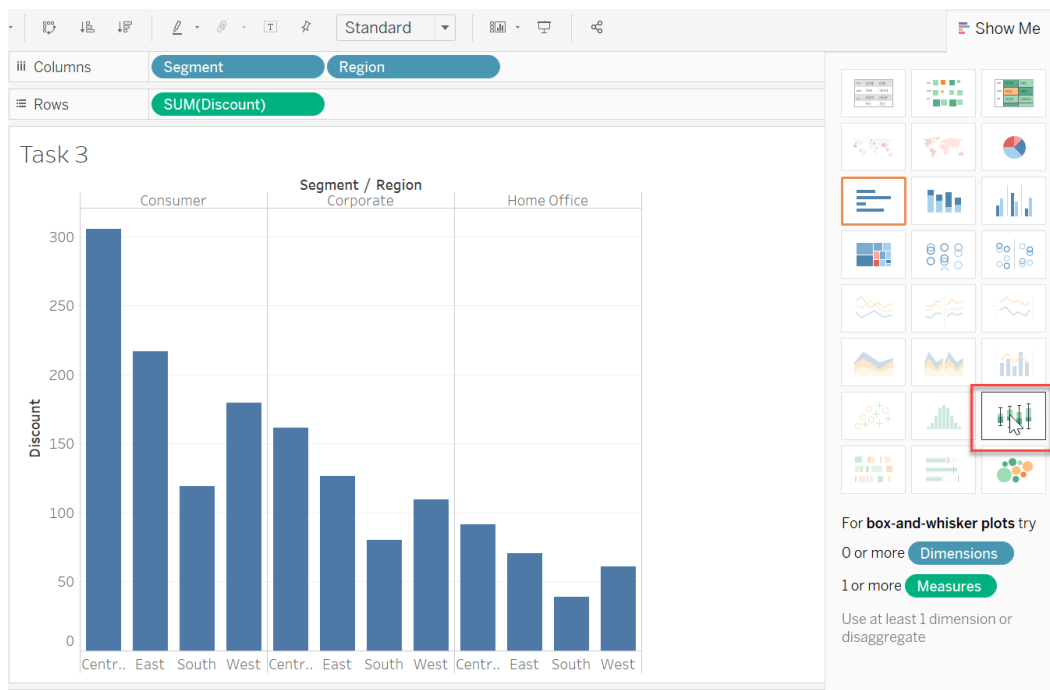 Standard
Show Me
Columns
Segment
Region
Rows
SUM(Discount)
Task 3
Segment / Region
Consumer
Corporate
Home Office
Discount
300
250
200
150
100
50
0
Centr.. East South West Centr.. East South West Centr.. East South West
For box-and-whisker plots try
0 or more Dimensions
1 or more Measures
Use at least 1 dimension or
disaggregate